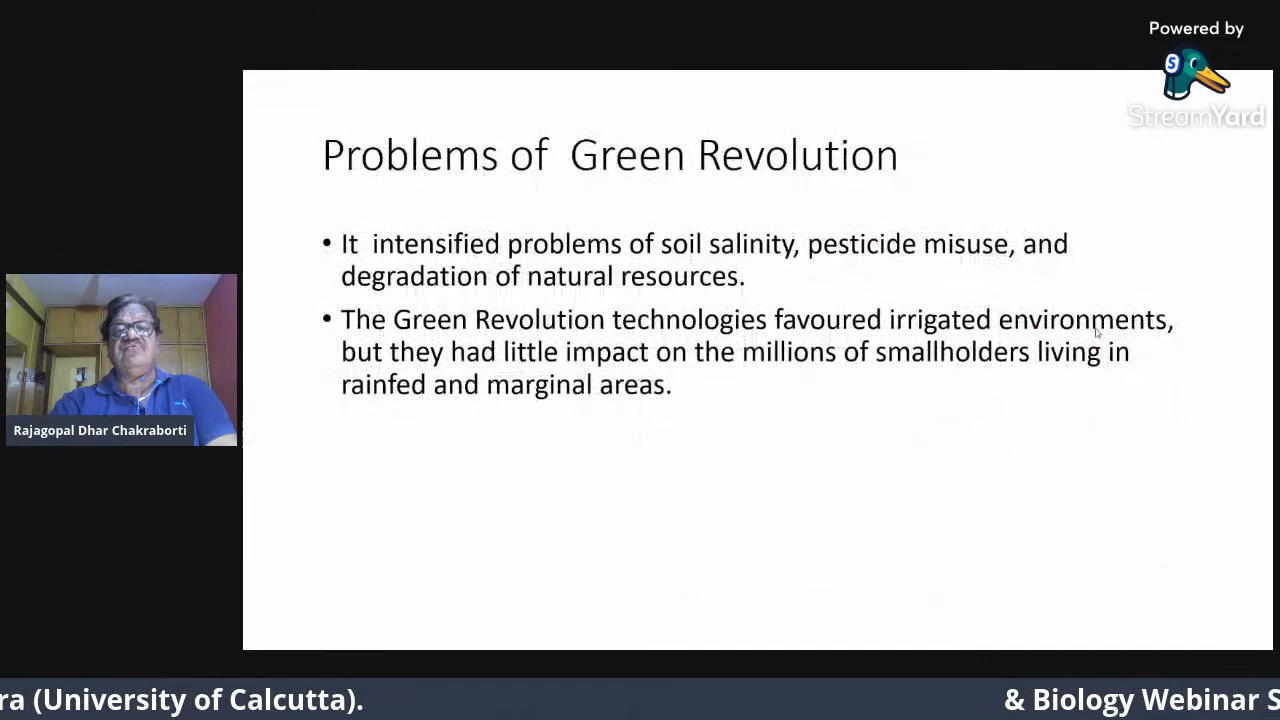 Powered by
S
StreamYard
Problems of Green Revolution
• It intensified problems of soil salinity, pesticide misuse, and
degradation of natural resources.
• The Green Revolution technologies favoured irrigated environments,
but they had little impact on the millions of smallholders living in
rainfed and marginal areas.
Rajagopal Dhar Chakraborti
ra (University of Calcutta).
& Biology Webinar S